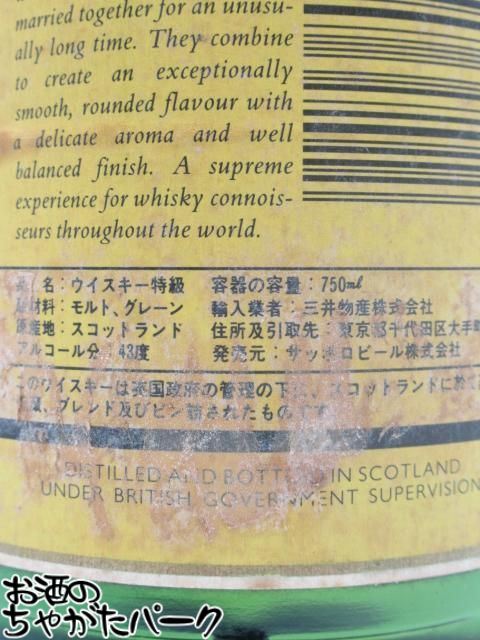 married together for an unusu-
ally long time. They combine
to create an exceptionally
smooth, rounded flavour with
a delicate aroma and well
balanced finish. A supreme
experience for whisky connois-
seurs throughout the world.
品 名：ウイスキー特級 容器の容量：750ml
原材料：モルト、グレーン 輸入業者：三井物産株式会社
原産地：スコットランド 住所及引取先：東京都千代田区大手町
アルコール分：43度 発売元：サッポロビール株式会社
このウイスキーは英国政府の管理の下に、スコットランドに於て
ブレンド及びビン詰されたものです
DISTILLED AND BOTTLED IN SCOTLAND
UNDER BRITISH GOVERNMENT SUPERVISION
お酒の
ちゃがたパーク